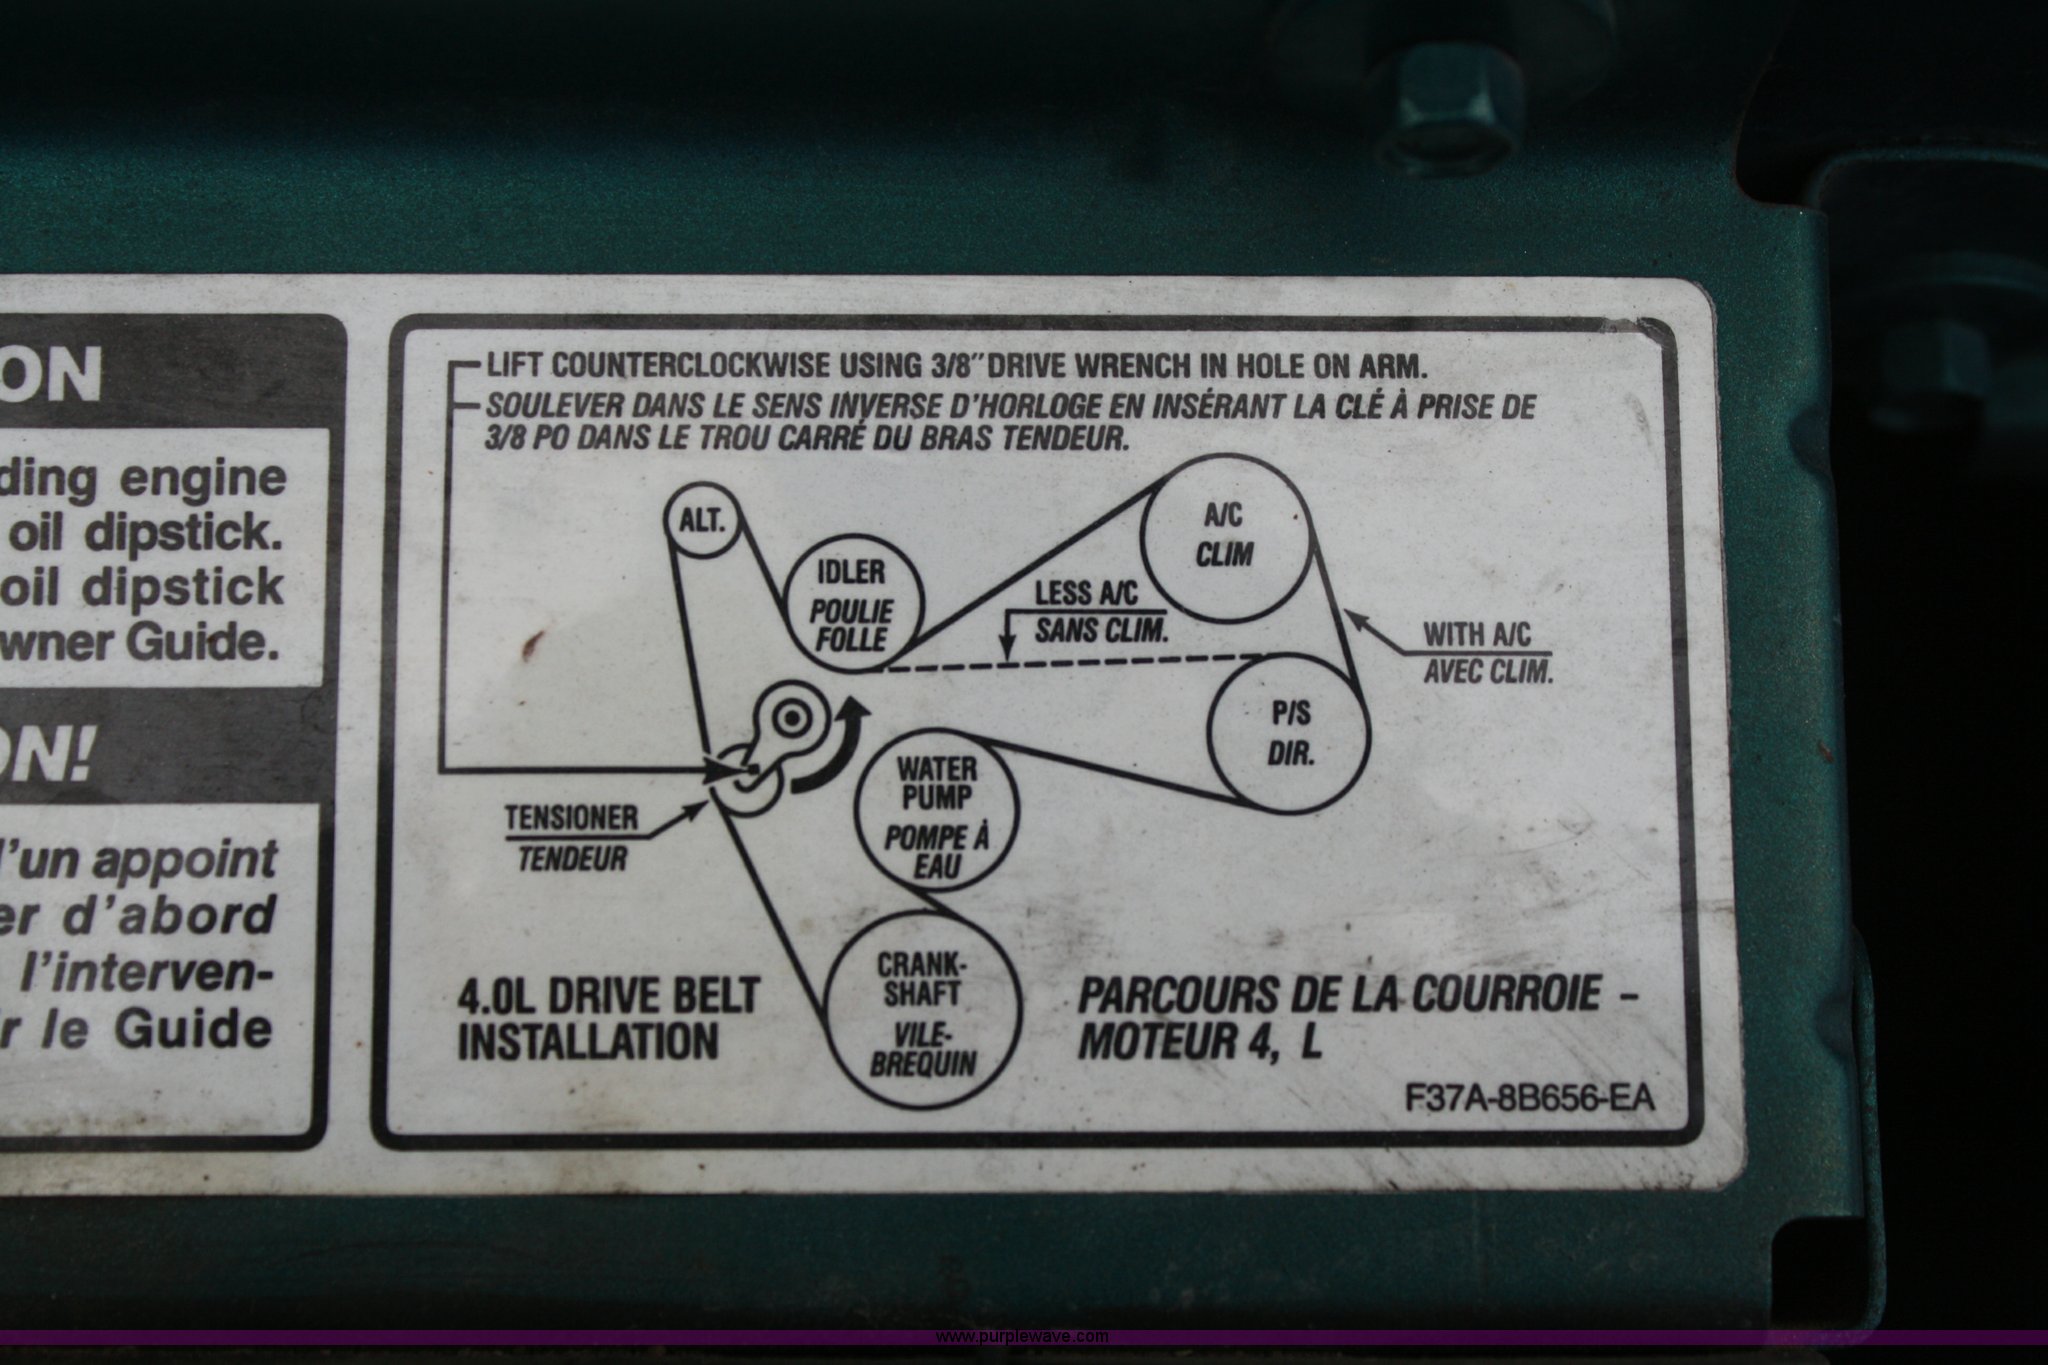 ON
ding engine
oil dipstick.
oil dipstick
wner Guide.
ON!
l'un appoint
er d'abord
l'interven-
r le Guide
LIFT COUNTERCLOCKWISE USING 3/8" DRIVE WRENCH IN HOLE ON ARM.
SOULEVER DANS LE SENS INVERSE D'HORLOGE EN INSÉRANT LA CLÉ À PRISE DE
3/8 PO DANS LE TROU CARRÉ DU BRAS TENDEUR.
ALT.
IDLER
POULIE
FOLLE
A/C
CLIM
LESS A/C
SANS CLIM.
WITH A/C
AVEC CLIM.
P/S
DIR.
WATER
PUMP
POMPE À
EAU
TENSIONER
TENDEUR
CRANK-
SHAFT
VILE-
BREQUIN
4.0L DRIVE BELT
INSTALLATION
PARCOURS DE LA COURROIE -
MOTEUR 4, L
F37A-8B656-EA
www.purplewave.com